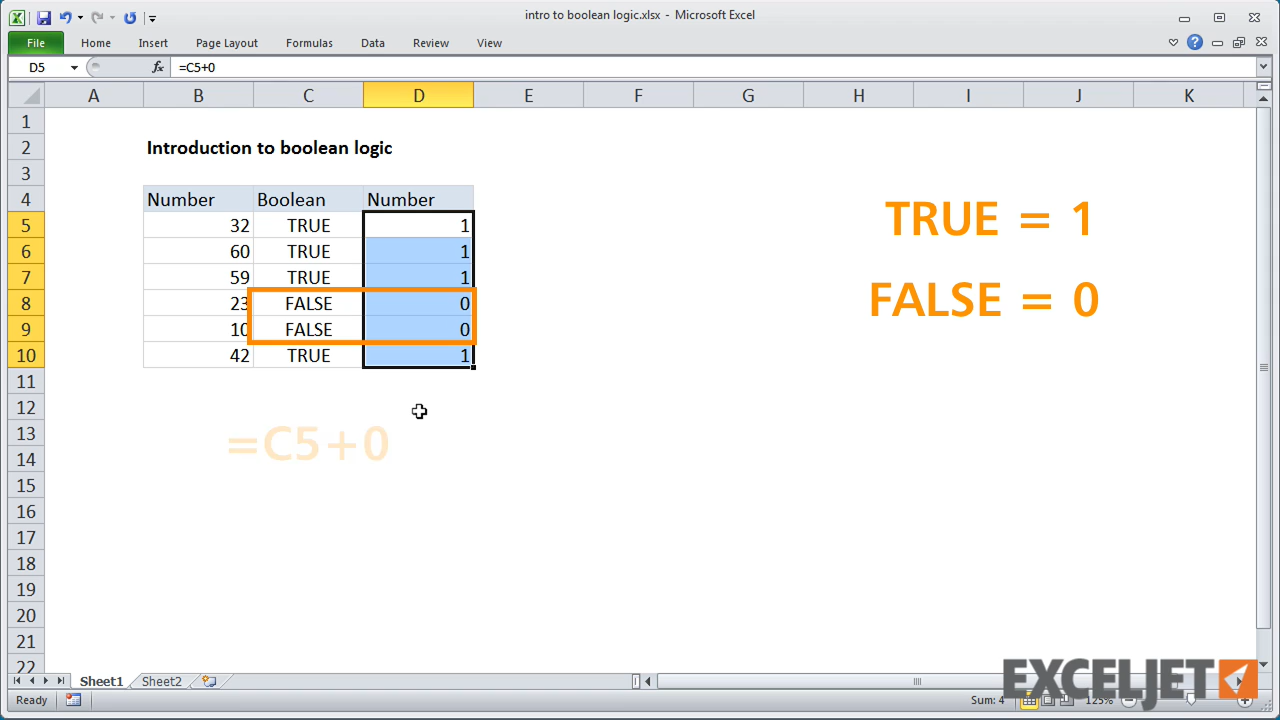 intro to boolean logic.xlsx - Microsoft Excel
File Home Insert Page Layout Formulas Data Review View
D5 fx =C5+0
A B C D E F G H I J K
1
2 Introduction to boolean logic
3
4 Number Boolean Number
5 32 TRUE 1
TRUE = 1
6 60 TRUE 1
7 59 TRUE 1
8 23 FALSE 0
FALSE = 0
9 10 FALSE 0
10 42 TRUE 1
11
12
13
=C5+0
14
15
16
17
18
19
20
21
22
Sheet1 Sheet2
EXCELJET
Ready Sum: 4 125%